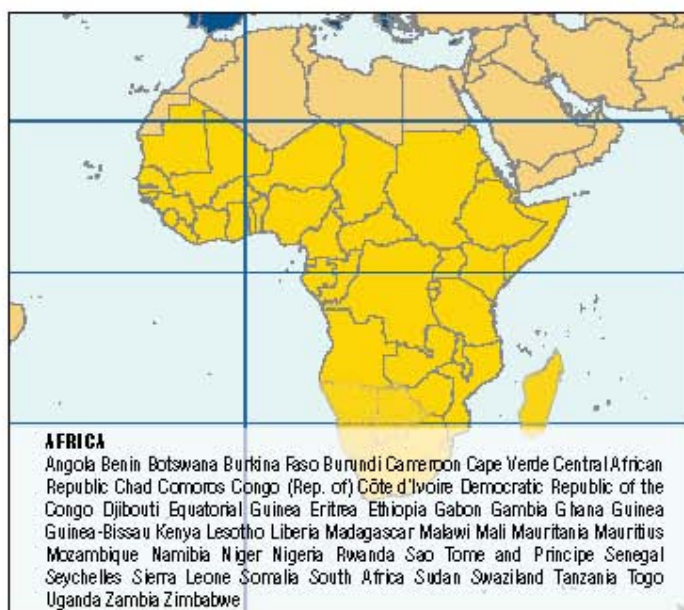 AFRICA
Angola Benin Botswana Burkina Faso Burundi Cameroon Cape Verde Central African
Republic Chad Comoros Congo (Rep. of) Côte d'Ivoire Democratic Republic of the
Congo Djibouti Equatorial Guinea Eritrea Ethiopia Gabon Gambia Ghana Guinea
Guinea-Bissau Kenya Lesotho Liberia Madagascar Malawi Mali Mauritania Mauritius
Mozambique Namibia Niger Nigeria Rwanda Sao Tome and Principe Senegal
Seychelles Sierra Leone Somalia South Africa Sudan Swaziland Tanzania Togo
Uganda Zambia Zimbabwe